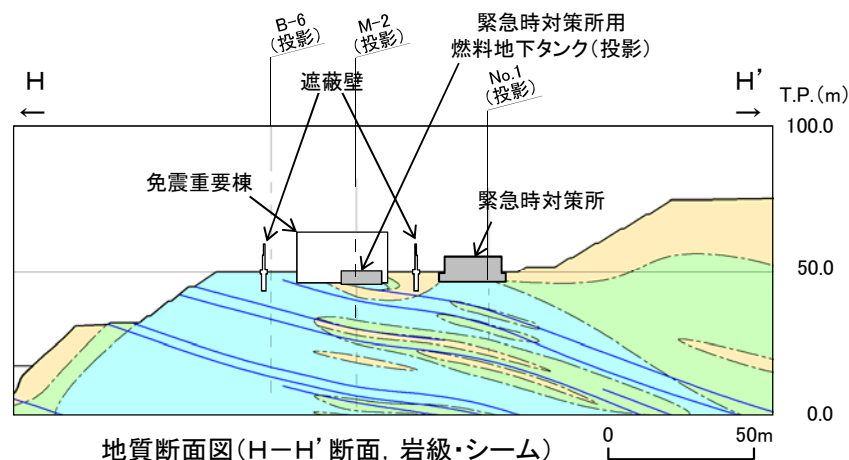 B-6
(投影)
M-2
(投影)
緊急時対策所用
燃料地下タンク(投影)
No.1
(投影)
H
←
遮蔽壁
H'
→
T.P.(m)
100.0
免震重要棟
緊急時対策所
50.0
0.0
地質断面図(H-H'断面,岩級・シーム)
0
50m